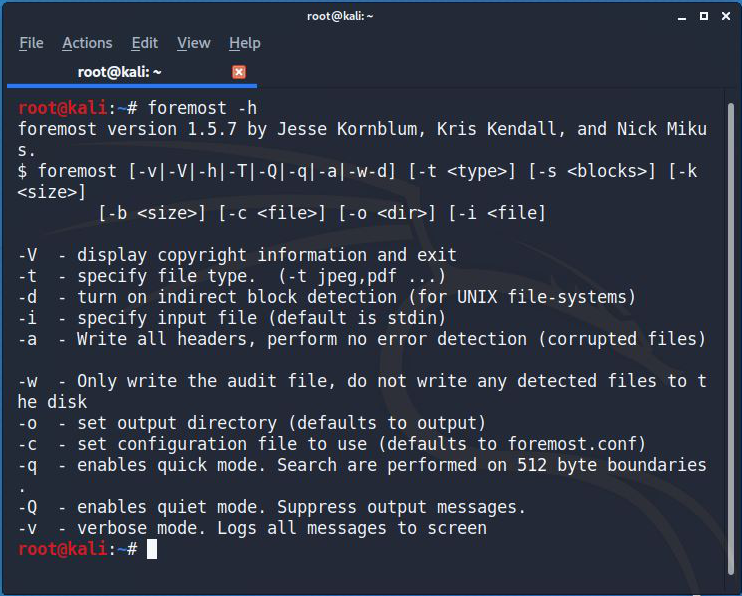 root@kali: ~
File Actions Edit View Help
root@kali: ~
root@kali:~# foremost -h
foremost version 1.5.7 by Jesse Kornblum, Kris Kendall, and Nick Miku
s.
$ foremost [-v|-V|-h|-T|-Q|-q|-a|-w-d] [-t <type>] [-s <blocks>] [-k
<size>]
        [-b <size>] [-c <file>] [-o <dir>] [-i <file]

-V  - display copyright information and exit
-t  - specify file type.  (-t jpeg,pdf ...)
-d  - turn on indirect block detection (for UNIX file-systems)
-i  - specify input file (default is stdin)
-a  - Write all headers, perform no error detection (corrupted files)

-w  - Only write the audit file, do not write any detected files to t
he disk
-o  - set output directory (defaults to output)
-c  - set configuration file to use (defaults to foremost.conf)
-q  - enables quick mode. Search are performed on 512 byte boundaries
.
-Q  - enables quiet mode. Suppress output messages.
-v  - verbose mode. Logs all messages to screen
root@kali:~#